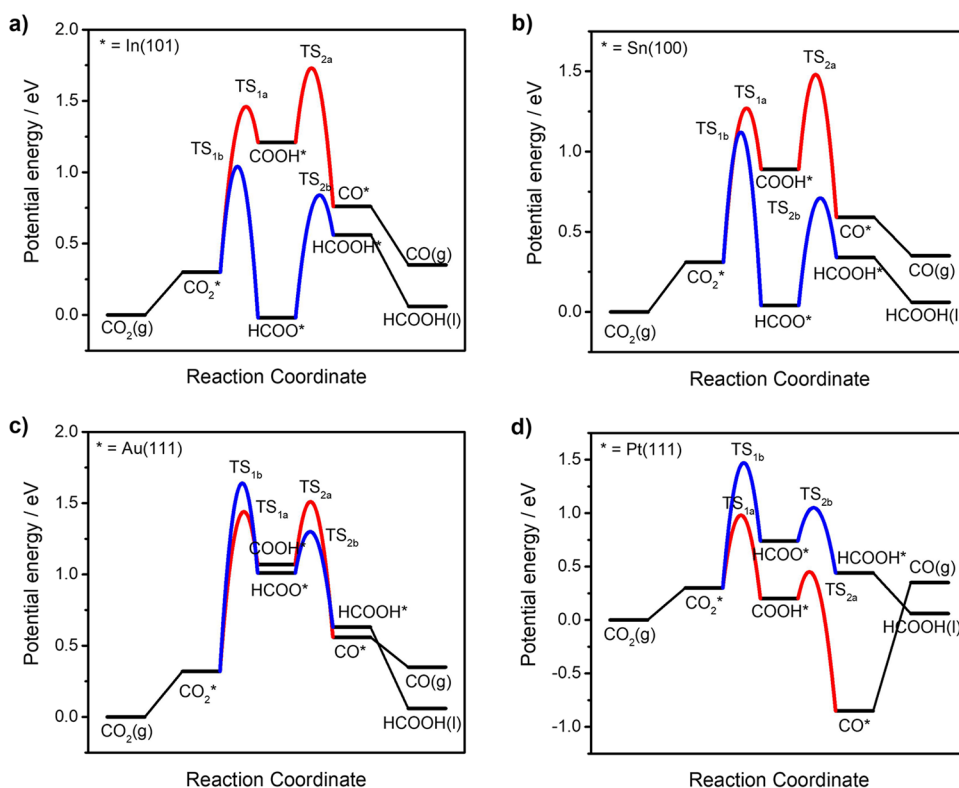 a)
* = In(101)
2.0
1.5
1.0
0.5
0.0
Potential energy / eV
Reaction Coordinate
TS1a
TS2a
TS1b
TS2b
COOH*
CO*
HCOOH*
CO(g)
CO2*
CO2(g)
HCOO*
HCOOH(l)
b)
* = Sn(100)
1.5
1.0
0.5
0.0
Potential energy / eV
Reaction Coordinate
TS2a
TS1a
TS1b
COOH*
TS2b
CO*
CO2*
HCOOH*
CO(g)
CO2(g)
HCOO*
HCOOH(l)
c)
* = Au(111)
2.0
1.5
1.0
0.5
0.0
Potential energy / eV
Reaction Coordinate
TS1b
TS2a
TS1a
TS2b
COOH*
HCOO*
HCOOH*
CO2*
CO*
CO(g)
CO2(g)
HCOOH(l)
d)
* = Pt(111)
1.5
1.0
0.5
0.0
-0.5
-1.0
Potential energy / eV
Reaction Coordinate
TS1b
TS2b
TS1a
HCOO*
HCOOH*
CO(g)
CO2*
COOH*
TS2a
CO2(g)
HCOOH(l)
CO*